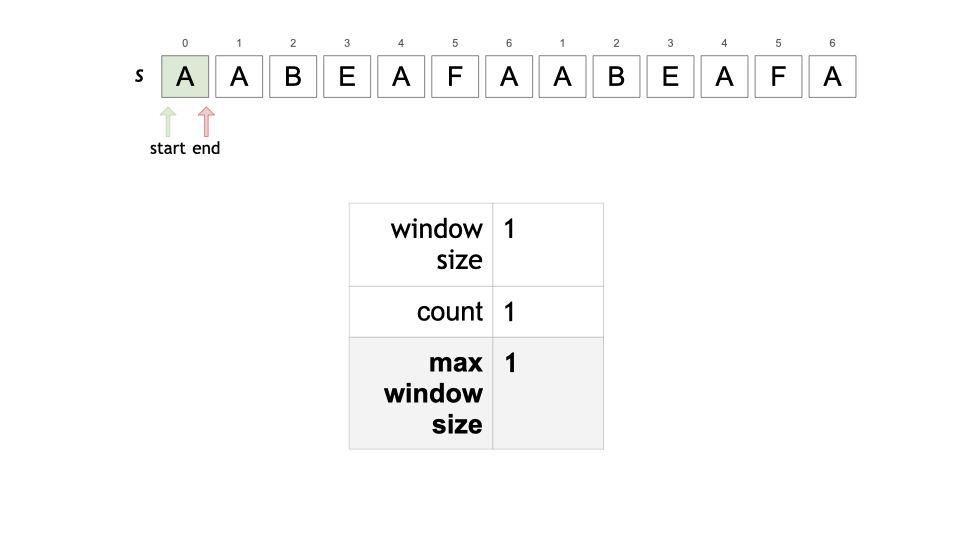 0 1 2 3 4 5 6 1 2 3 4 5 6
s A A B E A F A A B E A F A
start end
window 1
size
count 1
max 1
window
size